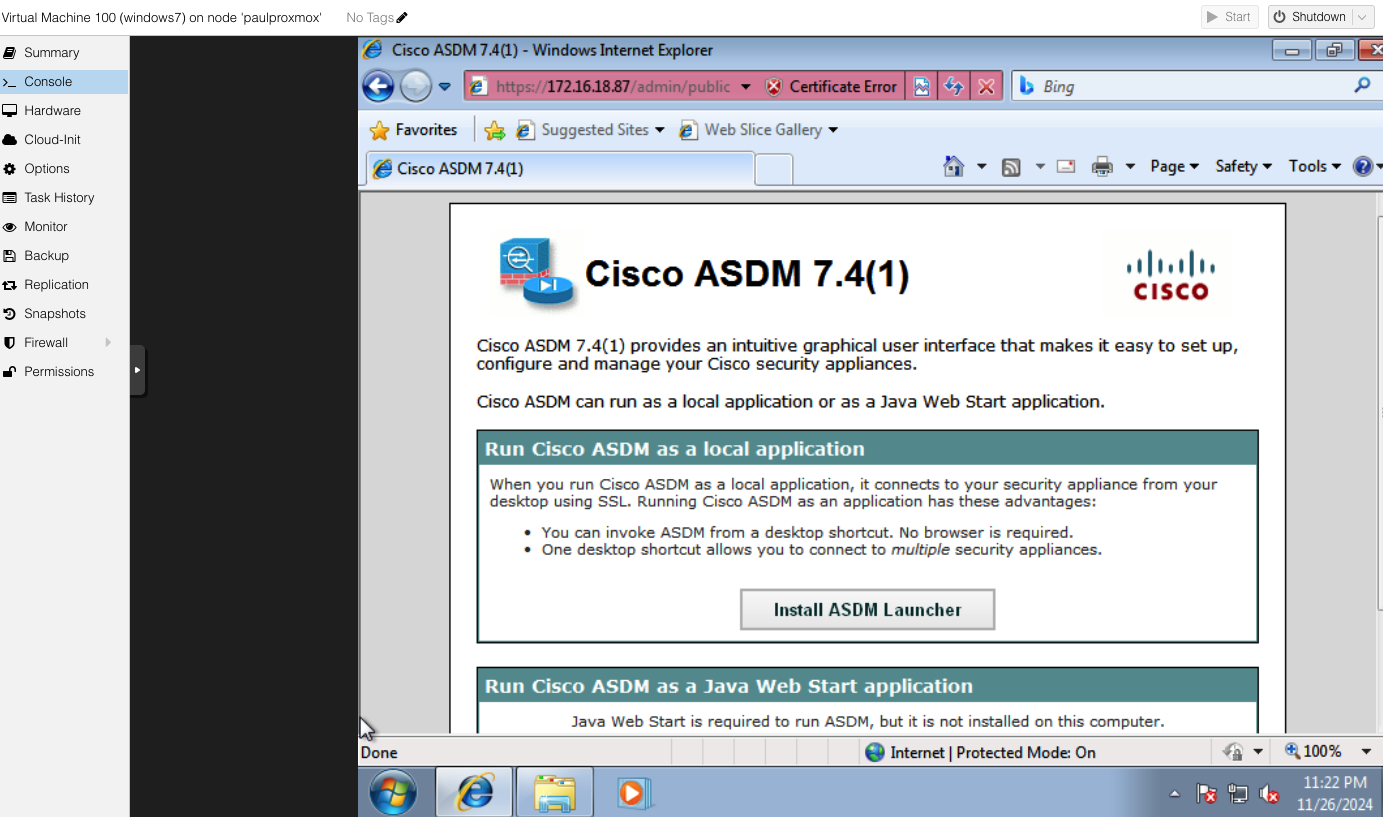 Virtual Machine 100 (windows7) on node 'paulproxmox' No Tags Start Shutdown
Summary
Console
Hardware
Cloud-Init
Options
Task History
Monitor
Backup
Replication
Snapshots
Firewall
Permissions
Cisco ASDM 7.4(1) - Windows Internet Explorer
https://172.16.18.87/admin/public Certificate Error Bing
Favorites Suggested Sites Web Slice Gallery
Cisco ASDM 7.4(1) Page Safety Tools
Cisco ASDM 7.4(1)
CISCO
Cisco ASDM 7.4(1) provides an intuitive graphical user interface that makes it easy to set up,
configure and manage your Cisco security appliances.
Cisco ASDM can run as a local application or as a Java Web Start application.
Run Cisco ASDM as a local application
When you run Cisco ASDM as a local application, it connects to your security appliance from your
desktop using SSL. Running Cisco ASDM as an application has these advantages:
• You can invoke ASDM from a desktop shortcut. No browser is required.
• One desktop shortcut allows you to connect to multiple security appliances.
Install ASDM Launcher
Run Cisco ASDM as a Java Web Start application
Java Web Start is required to run ASDM, but it is not installed on this computer.
Done Internet | Protected Mode: On 100%
11:22 PM
11/26/2024